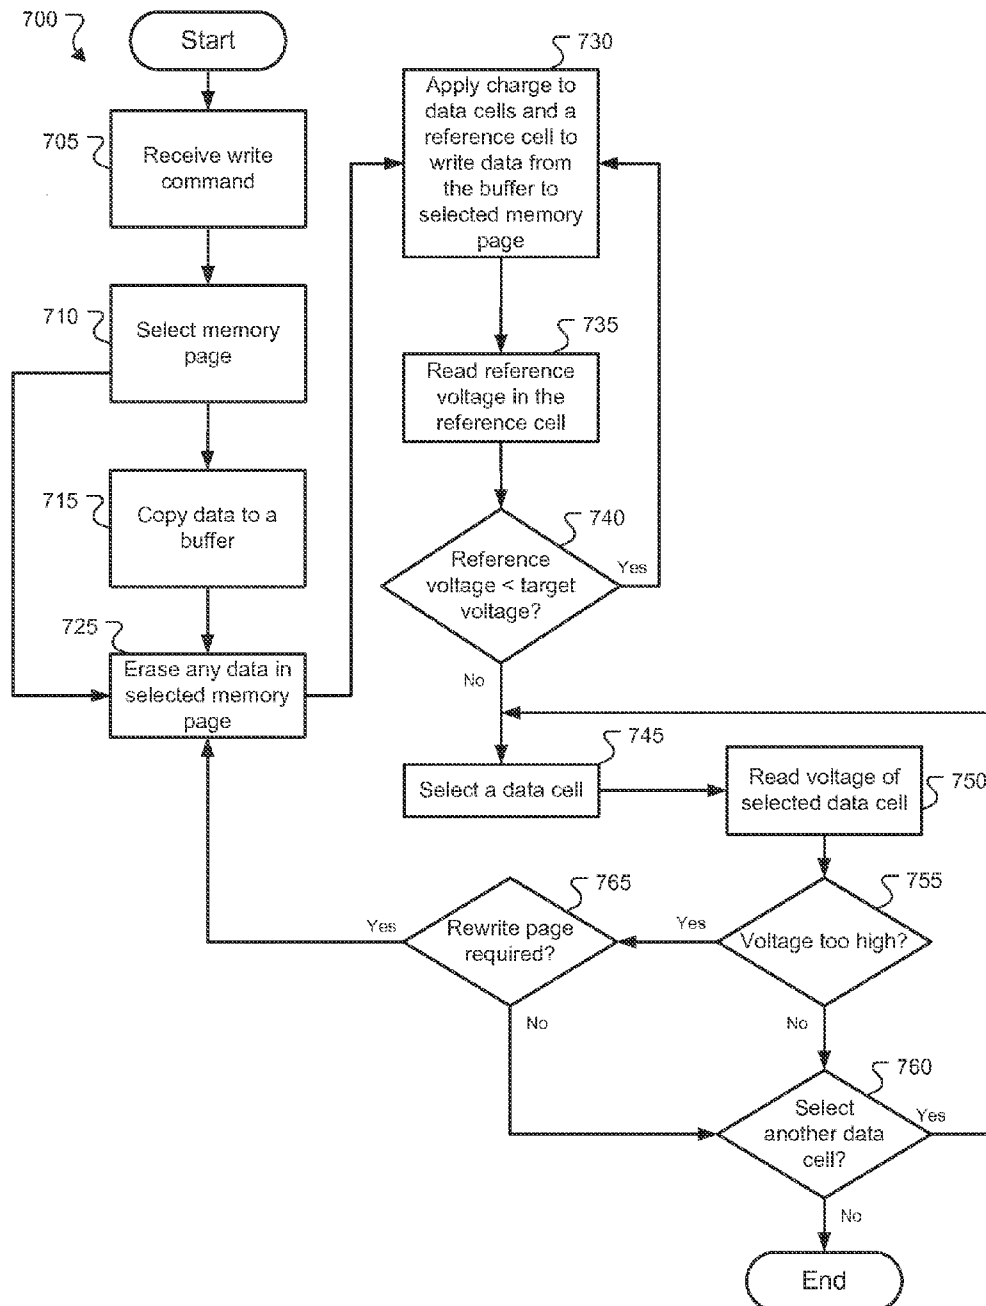 700
Start
705
Receive write
command
710
Select memory
page
715
Copy data to a
buffer
725
Erase any data in
selected memory
page
730
Apply charge to
data cells and a
reference cell to
write data from
the buffer to
selected memory
page
735
Read reference
voltage in the
reference cell
740
Reference
voltage < target
voltage?
Yes
No
745
Select a data cell
Read voltage of
selected data cell
750
755
Voltage too high?
Yes
No
765
Rewrite page
required?
Yes
No
760
Select
another data
cell?
Yes
No
End